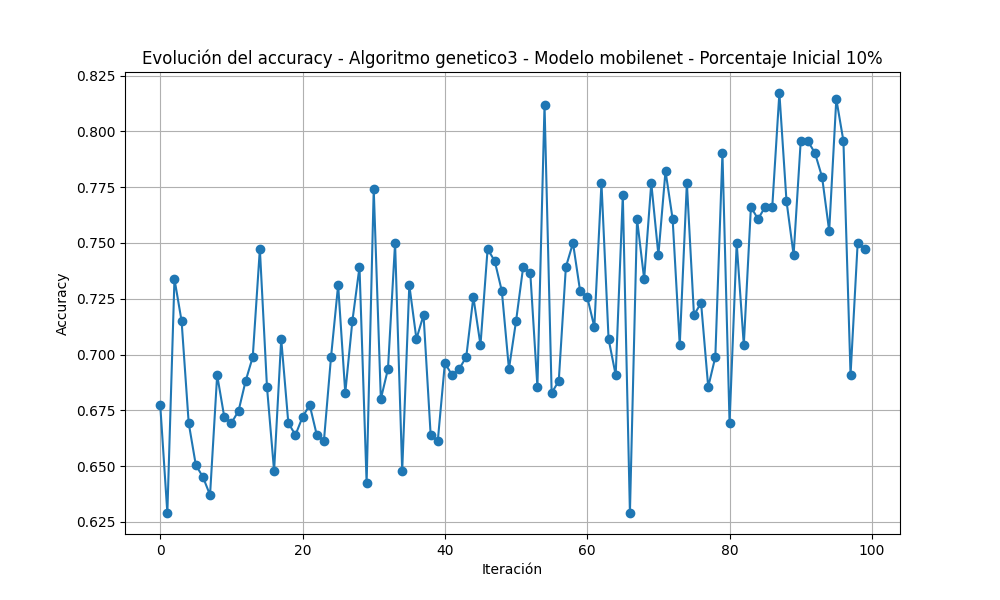 Evolución del accuracy - Algoritmo genetico3 - Modelo mobilenet - Porcentaje Inicial 10%
0.825
0.800
0.775
0.750
0.725
0.700
0.675
0.650
0.625
Accuracy
0 20 40 60 80 100
Iteración